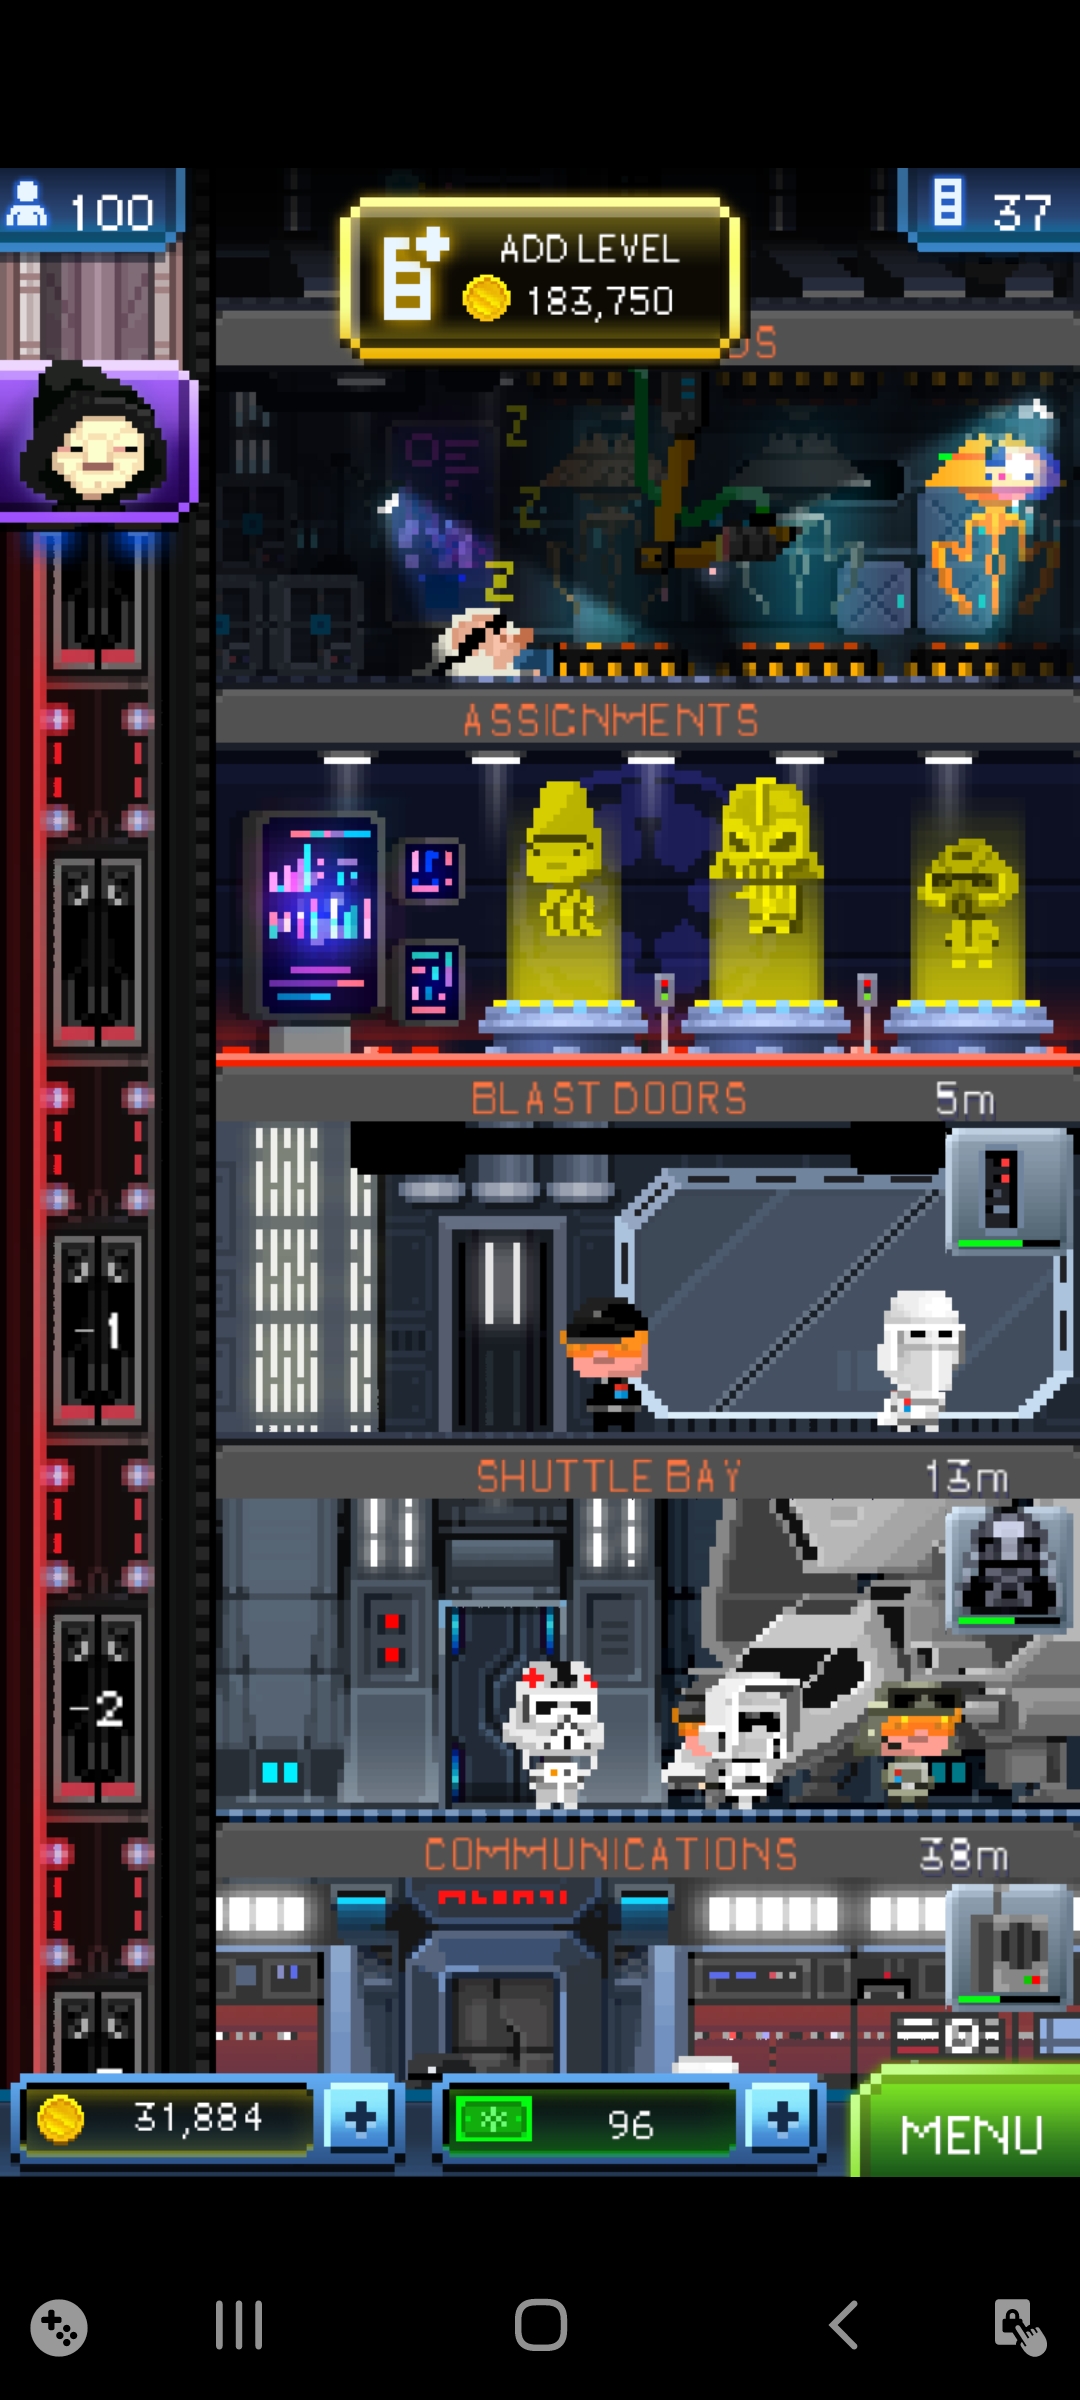 100
37
ADD LEVEL
183,750
Z
Z
Z
ASSIGNMENTS
BLAST DOORS 5m
-1
SHUTTLE BAY 13m
-2
COMMUNICATIONS 38m
31,884
96
MENU